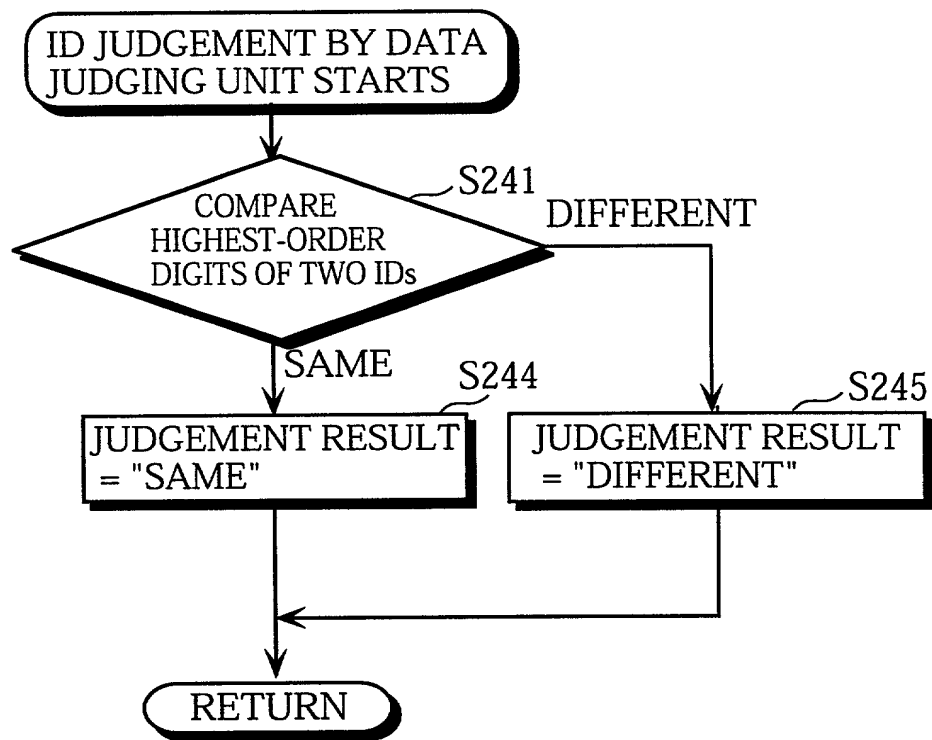 ID JUDGEMENT BY DATA
JUDGING UNIT STARTS
S241
COMPARE
HIGHEST-ORDER
DIGITS OF TWO IDs
DIFFERENT
SAME
S244
JUDGEMENT RESULT
= "SAME"
S245
JUDGEMENT RESULT
= "DIFFERENT"
RETURN